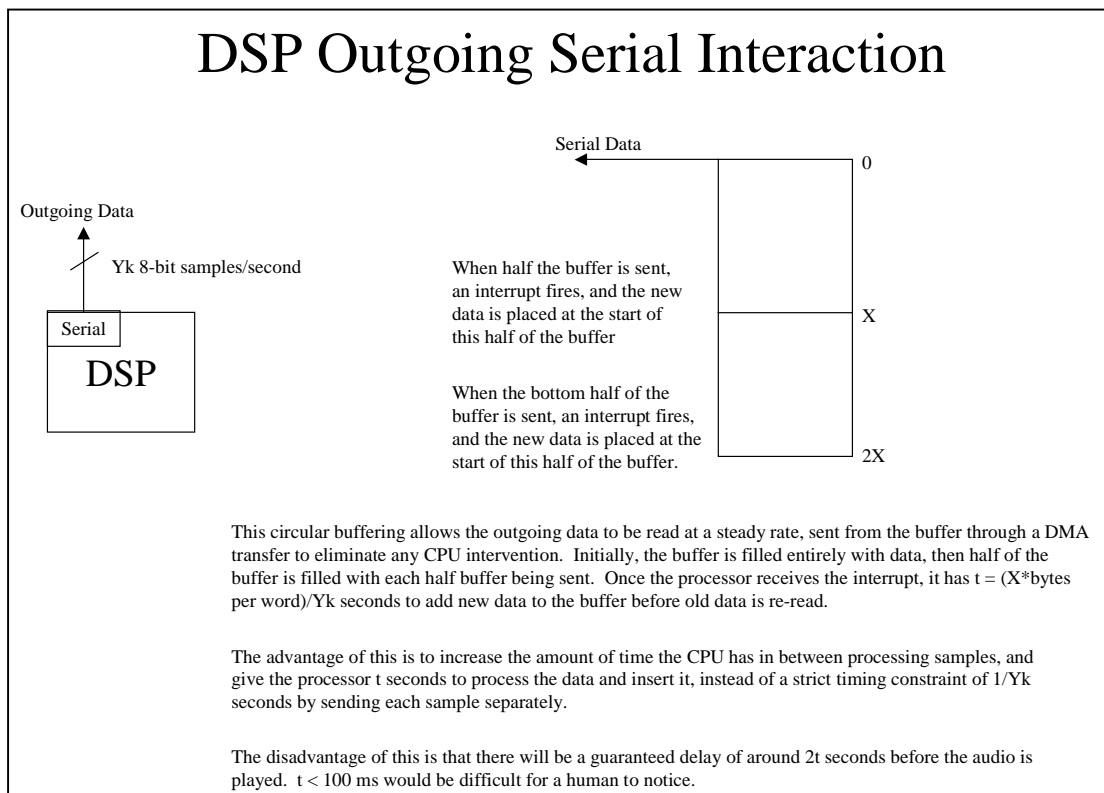 DSP Outgoing Serial Interaction
Serial Data
0
Outgoing Data
Yk 8-bit samples/second
Serial
DSP
When half the buffer is sent,
an interrupt fires, and the new
data is placed at the start of
this half of the buffer
X
When the bottom half of the
buffer is sent, an interrupt fires,
and the new data is placed at the
start of this half of the buffer.
2X
This circular buffering allows the outgoing data to be read at a steady rate, sent from the buffer through a DMA
transfer to eliminate any CPU intervention.  Initially, the buffer is filled entirely with data, then half of the
buffer is filled with each half buffer being sent.  Once the processor receives the interrupt, it has t = (X*bytes
per word)/Yk seconds to add new data to the buffer before old data is re-read.
The advantage of this is to increase the amount of time the CPU has in between processing samples, and
give the processor t seconds to process the data and insert it, instead of a strict timing constraint of 1/Yk
seconds by sending each sample separately.
The disadvantage of this is that there will be a guaranteed delay of around 2t seconds before the audio is
played.  t < 100 ms would be difficult for a human to notice.